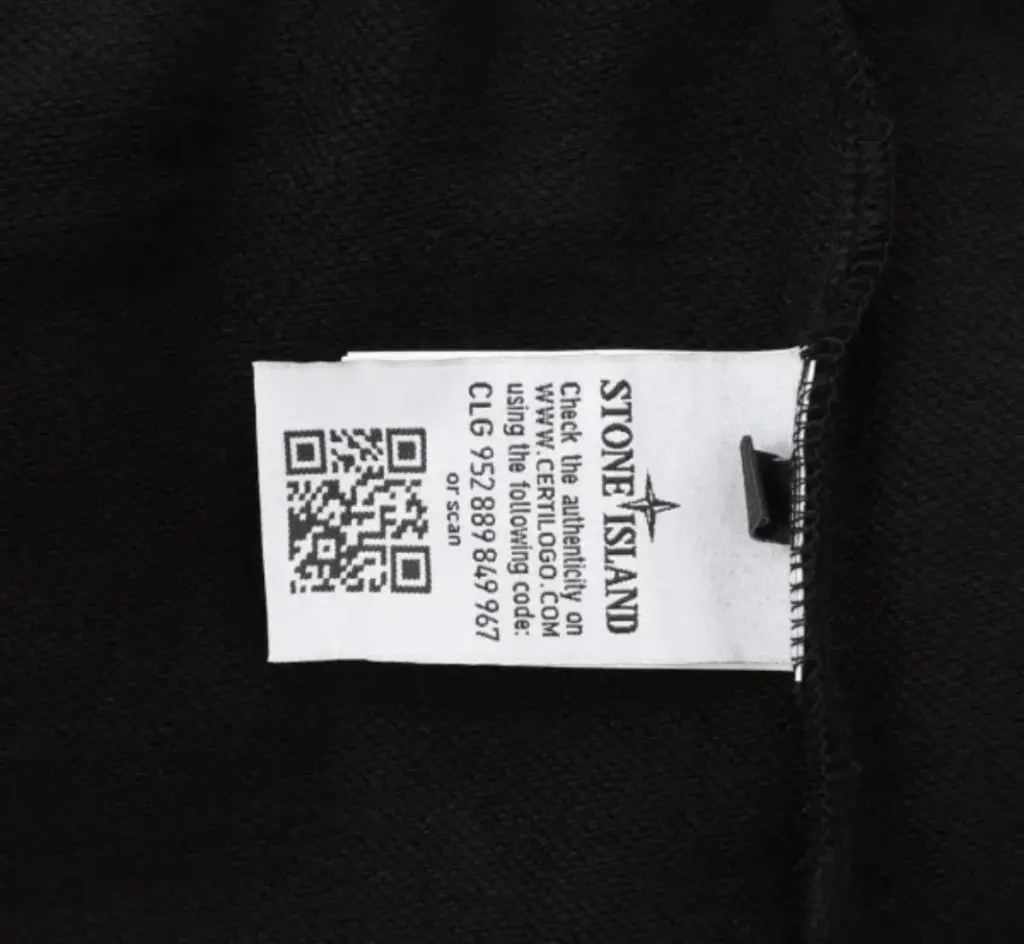 STONE ISLAND
Check the authenticity on
WWW.CERTILOGO.COM
using the following code:
CLG 952 889 849 967
or scan